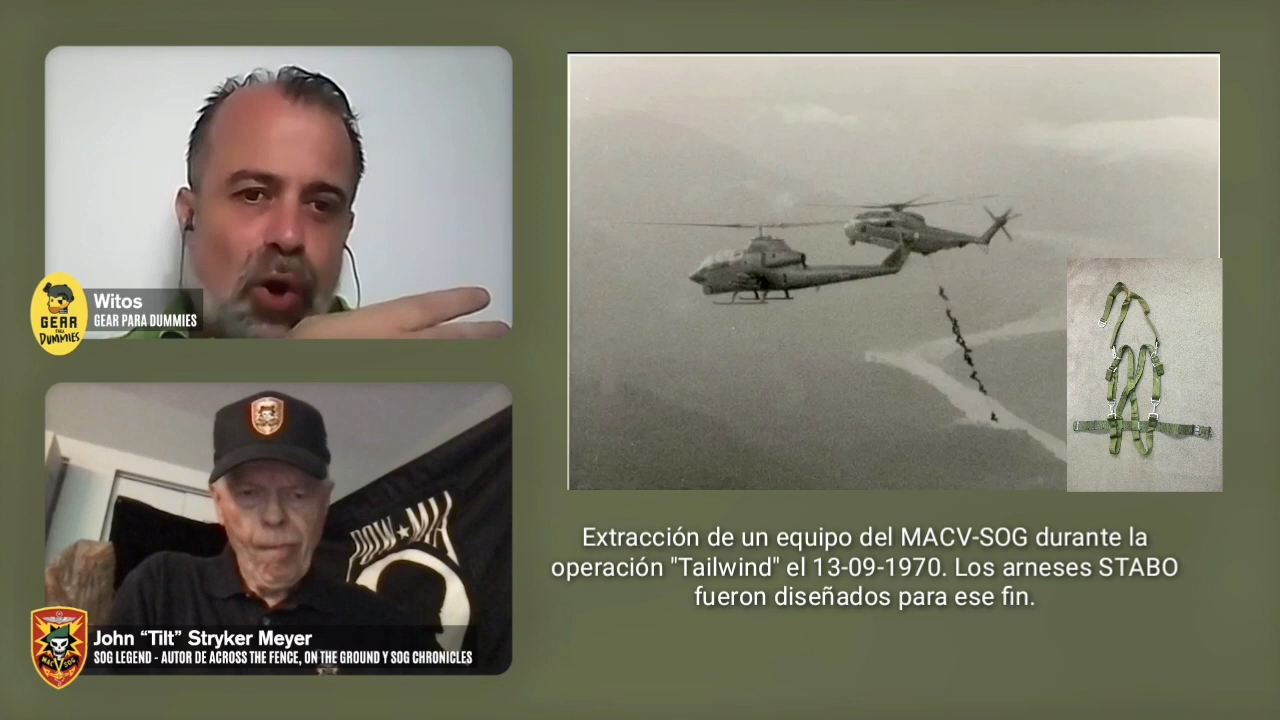 Witos
GEAR PARA DUMMIES
GEAR
PARA
DUMMIES
POW★MIA
John “Tilt” Stryker Meyer
SOG LEGEND - AUTOR DE ACROSS THE FENCE, ON THE GROUND Y SOG CHRONICLES
MACV SOG
Extracción de un equipo del MACV-SOG durante la
operación "Tailwind" el 13-09-1970. Los arneses STABO
fueron diseñados para ese fin.